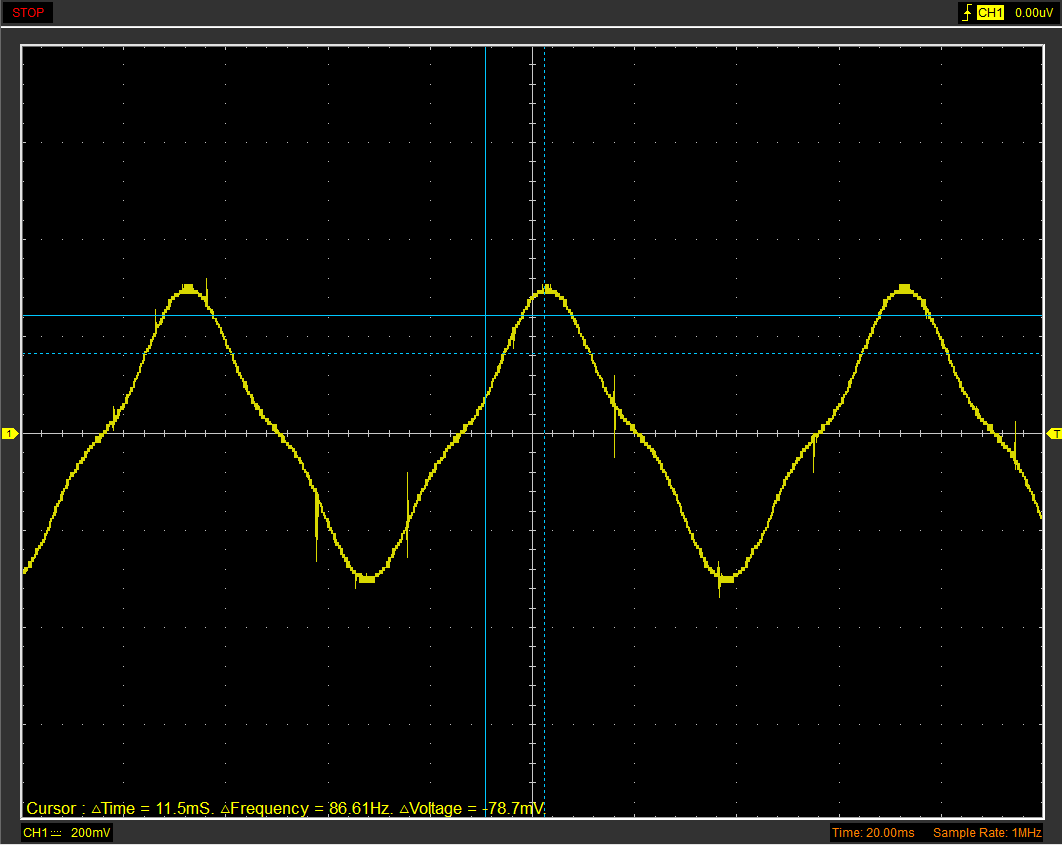 STOP
CH1 0.00uV
1
T
Cursor : △Time = 11.5mS. △Frequency = 86.61Hz. △Voltage = -78.7mV
CH1 200mV
Time: 20.00ms Sample Rate: 1MHz